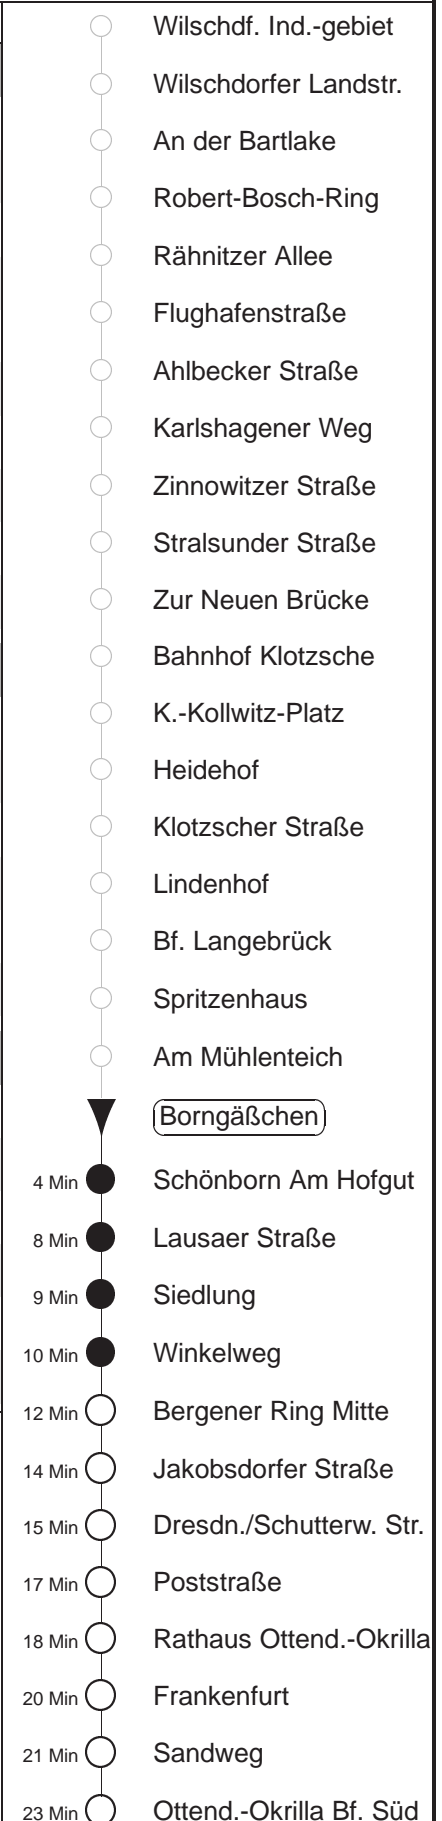 Wilschdf. Ind.-gebiet
Wilschdorfer Landstr.
An der Bartlake
Robert-Bosch-Ring
Rähnitzer Allee
Flughafenstraße
Ahlbecker Straße
Karlshagener Weg
Zinnowitzer Straße
Stralsunder Straße
Zur Neuen Brücke
Bahnhof Klotzsche
K.-Kollwitz-Platz
Heidehof
Klotzscher Straße
Lindenhof
Bf. Langebrück
Spritzenhaus
Am Mühlenteich
Borngäßchen
4 Min Schönborn Am Hofgut
8 Min Lausaer Straße
9 Min Siedlung
10 Min Winkelweg
12 Min Bergener Ring Mitte
14 Min Jakobsdorfer Straße
15 Min Dresdn./Schutterw. Str.
17 Min Poststraße
18 Min Rathaus Ottend.-Okrilla
20 Min Frankenfurt
21 Min Sandweg
23 Min Ottend.-Okrilla Bf. Süd